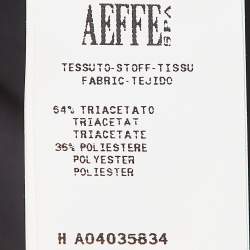 AEFFE SPA
TESSUTO-STOFF-TISSU
FABRIC-TEJIDO
64% TRIACETATO
TRIACETAT
TRIACETATE
36% POLIESTERE
POLYESTER
POLIESTER
H A04035834